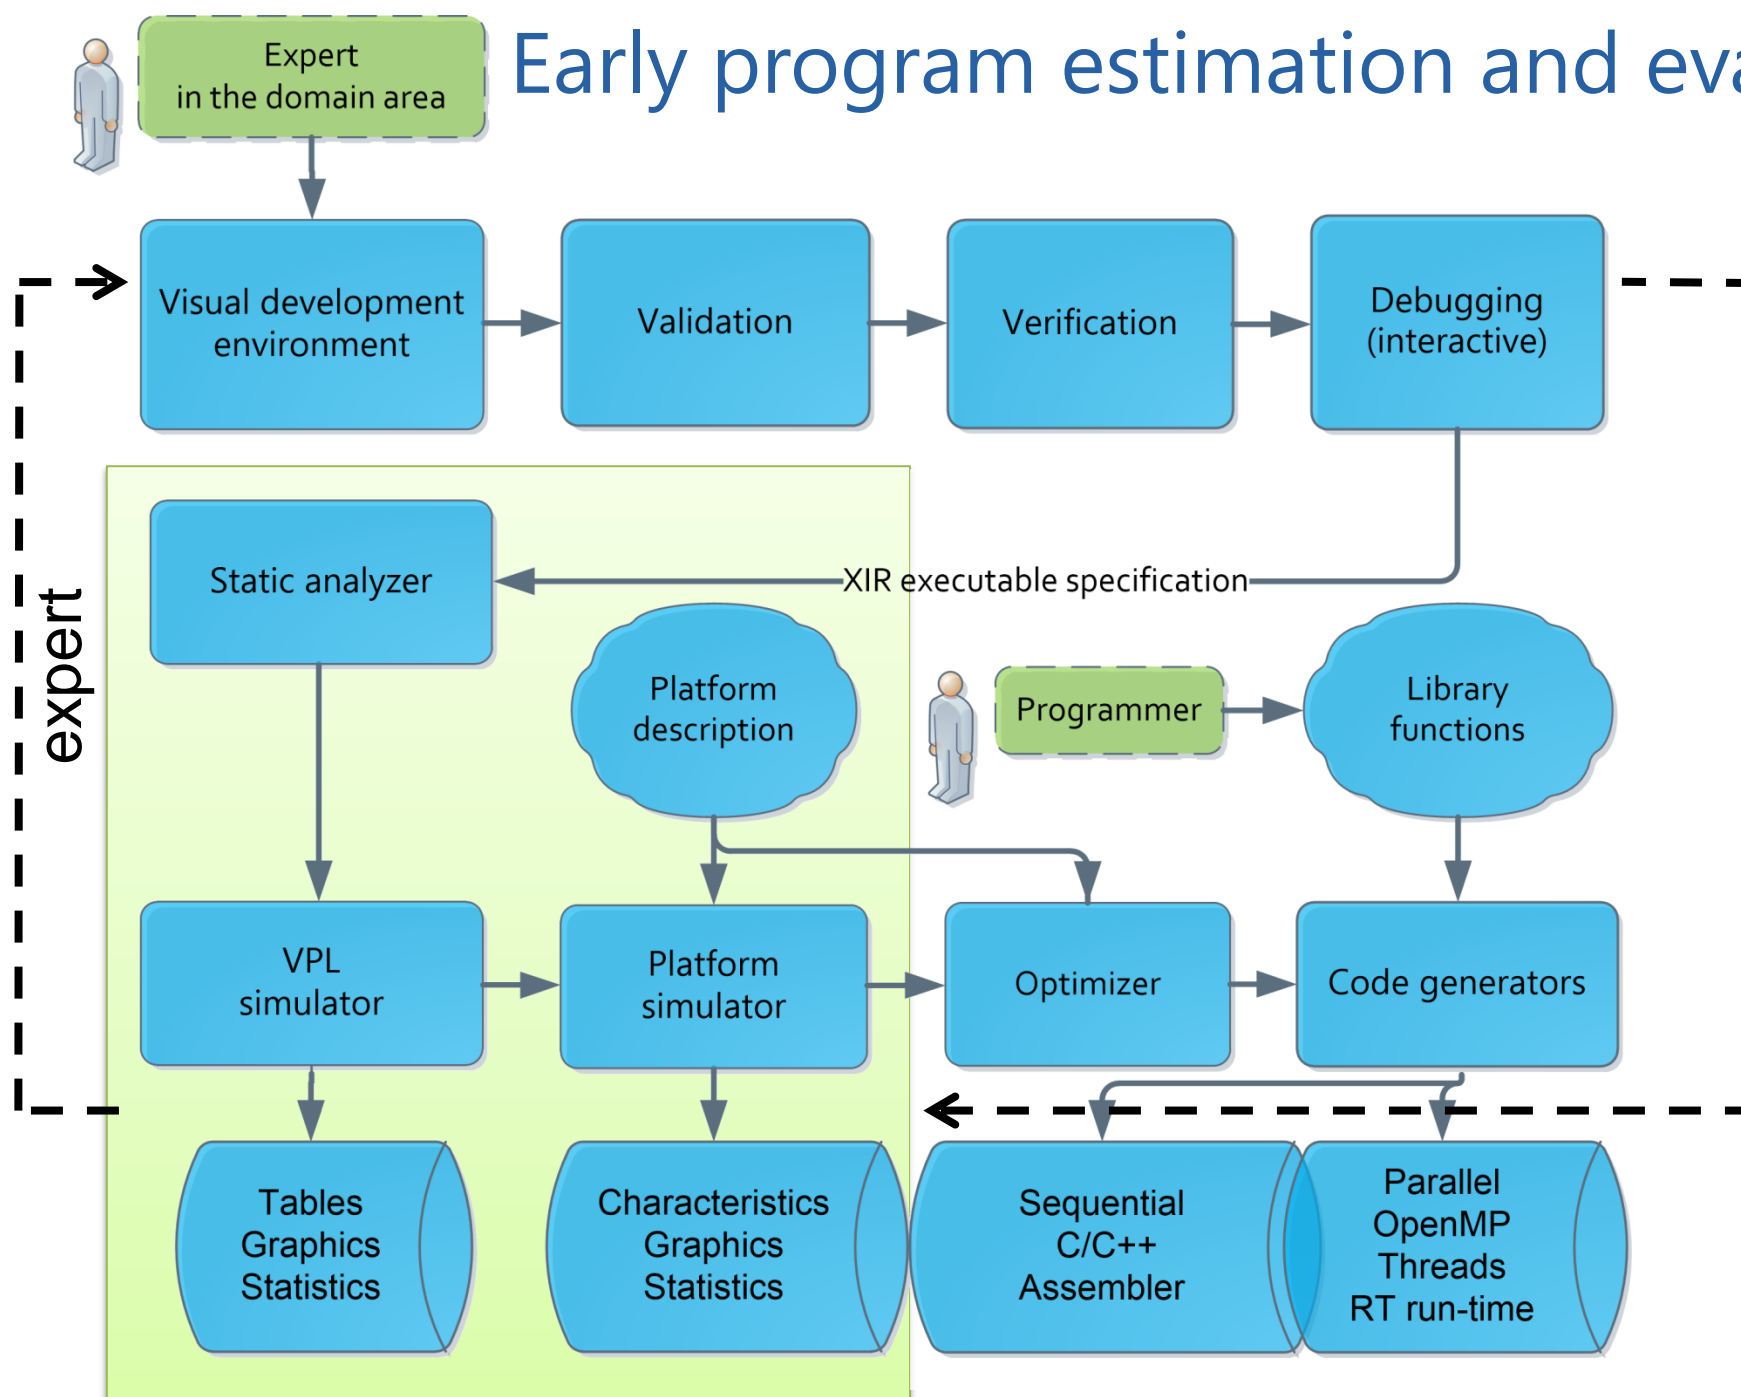 Expert
in the domain area
Early program estimation and eva
Visual development
environment
Validation
Verification
Debugging
(interactive)
Static analyzer
XIR executable specification
expert
Platform
description
Programmer
Library
functions
VPL
simulator
Platform
simulator
Optimizer
Code generators
Tables
Graphics
Statistics
Characteristics
Graphics
Statistics
Sequential
C/C++
Assembler
Parallel
OpenMP
Threads
RT run-time